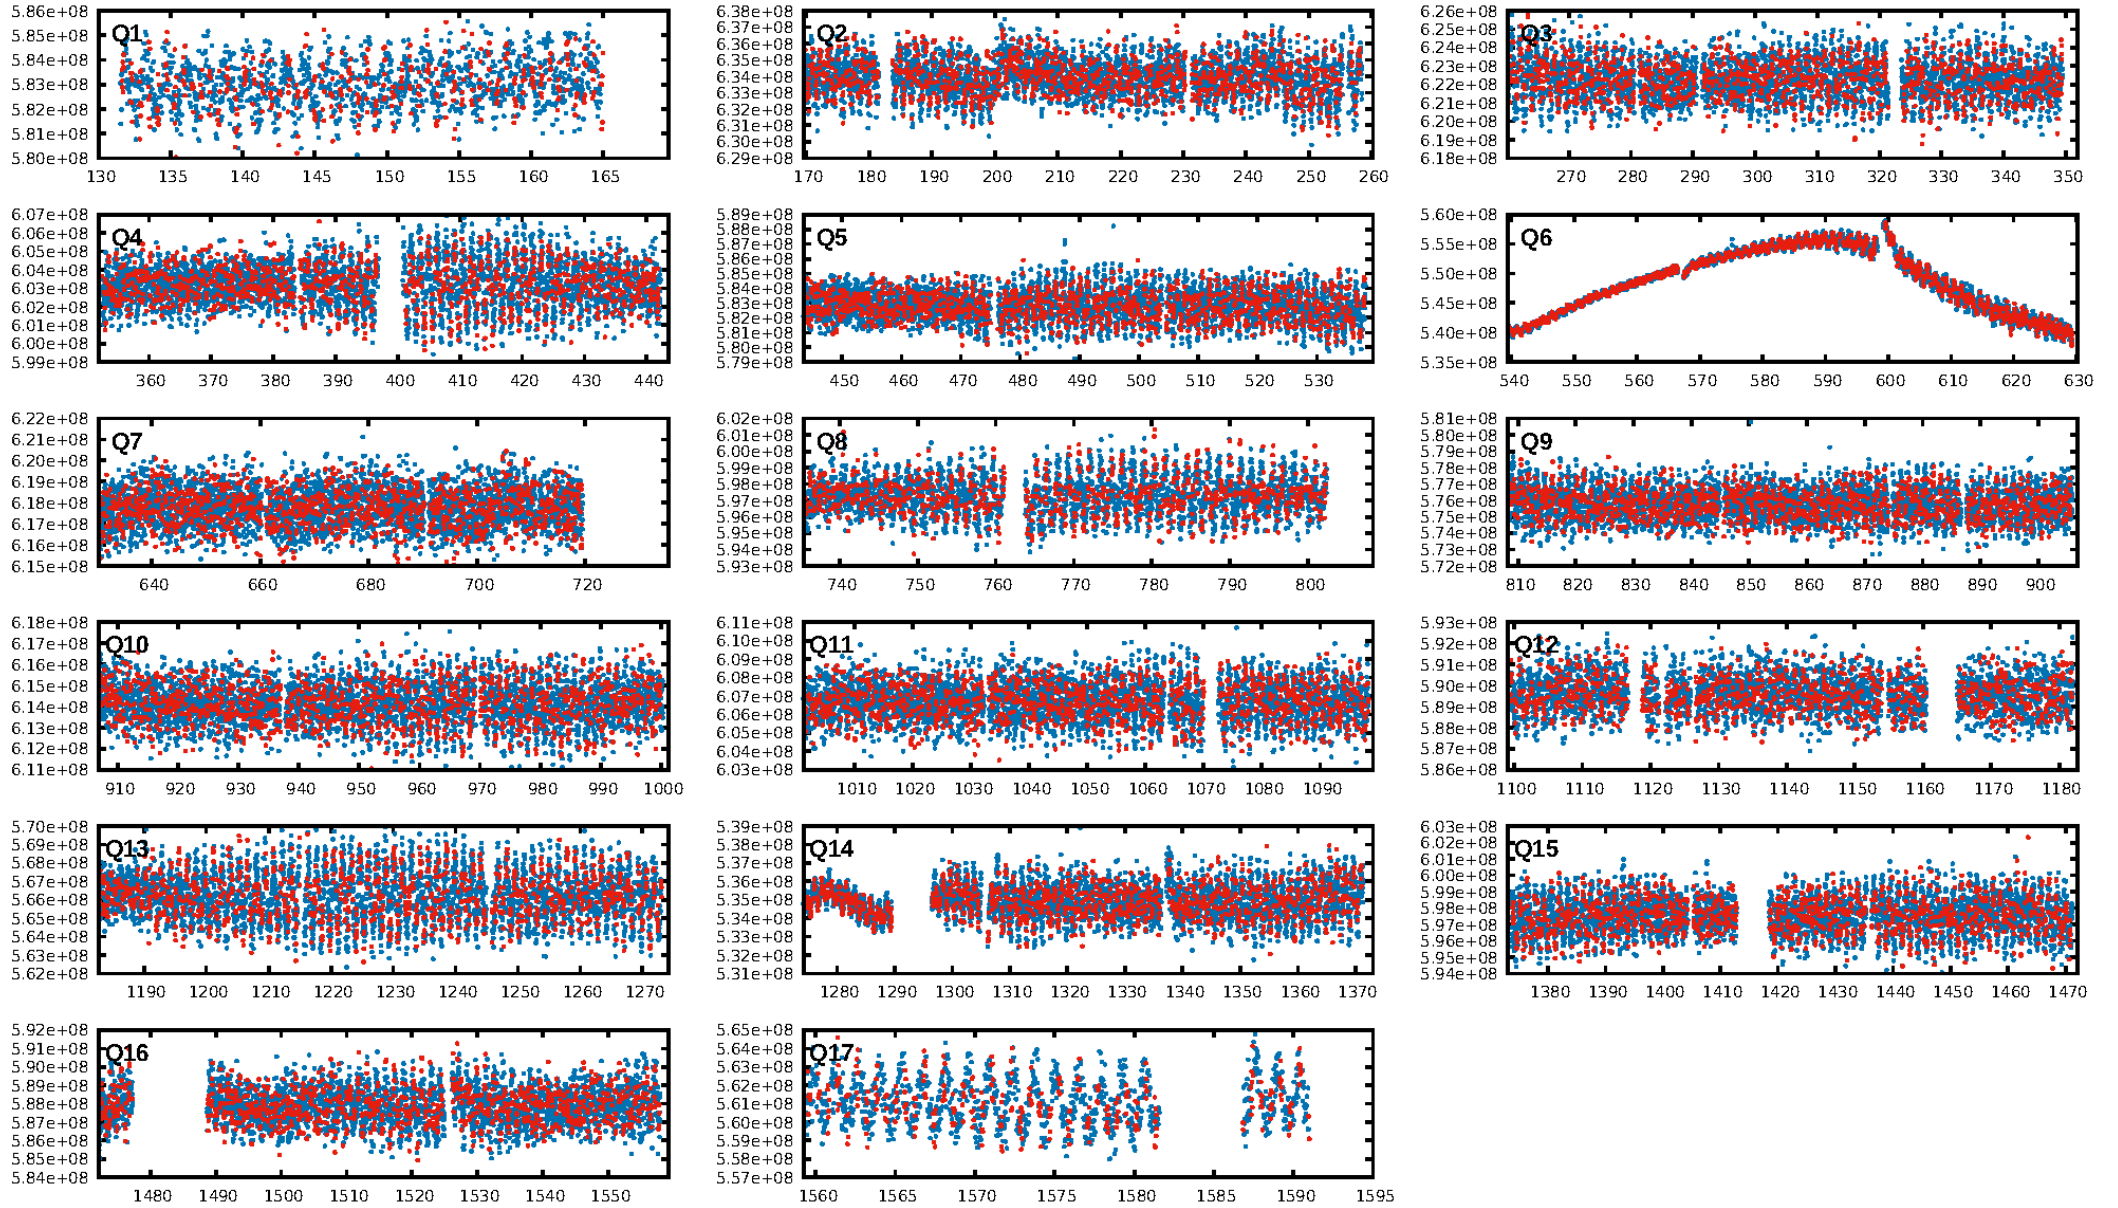 Q1
5.86e+08
5.85e+08
5.84e+08
5.83e+08
5.82e+08
5.81e+08
5.80e+08
130 135 140 145 150 155 160 165
Q2
6.38e+08
6.37e+08
6.36e+08
6.35e+08
6.34e+08
6.33e+08
6.32e+08
6.31e+08
6.30e+08
6.29e+08
170 180 190 200 210 220 230 240 250 260
Q3
6.26e+08
6.25e+08
6.24e+08
6.23e+08
6.22e+08
6.21e+08
6.20e+08
6.19e+08
6.18e+08
270 280 290 300 310 320 330 340 350
Q4
6.07e+08
6.06e+08
6.05e+08
6.04e+08
6.03e+08
6.02e+08
6.01e+08
6.00e+08
5.99e+08
360 370 380 390 400 410 420 430 440
Q5
5.89e+08
5.88e+08
5.87e+08
5.86e+08
5.85e+08
5.84e+08
5.83e+08
5.82e+08
5.81e+08
5.80e+08
5.79e+08
450 460 470 480 490 500 510 520 530
Q6
5.60e+08
5.55e+08
5.50e+08
5.45e+08
5.40e+08
5.35e+08
540 550 560 570 580 590 600 610 620 630
Q7
6.22e+08
6.21e+08
6.20e+08
6.19e+08
6.18e+08
6.17e+08
6.16e+08
6.15e+08
640 660 680 700 720
Q8
6.02e+08
6.01e+08
6.00e+08
5.99e+08
5.98e+08
5.97e+08
5.96e+08
5.95e+08
5.94e+08
5.93e+08
740 750 760 770 780 790 800
Q9
5.81e+08
5.80e+08
5.79e+08
5.78e+08
5.77e+08
5.76e+08
5.75e+08
5.74e+08
5.73e+08
5.72e+08
810 820 830 840 850 860 870 880 890 900
Q10
6.18e+08
6.17e+08
6.16e+08
6.15e+08
6.14e+08
6.13e+08
6.12e+08
6.11e+08
910 920 930 940 950 960 970 980 990 1000
Q11
6.11e+08
6.10e+08
6.09e+08
6.08e+08
6.07e+08
6.06e+08
6.05e+08
6.04e+08
6.03e+08
1010 1020 1030 1040 1050 1060 1070 1080 1090
Q12
5.93e+08
5.92e+08
5.91e+08
5.90e+08
5.89e+08
5.88e+08
5.87e+08
5.86e+08
1100 1110 1120 1130 1140 1150 1160 1170 1180
Q13
5.70e+08
5.69e+08
5.68e+08
5.67e+08
5.66e+08
5.65e+08
5.64e+08
5.63e+08
5.62e+08
1190 1200 1210 1220 1230 1240 1250 1260 1270
Q14
5.39e+08
5.38e+08
5.37e+08
5.36e+08
5.35e+08
5.34e+08
5.33e+08
5.32e+08
5.31e+08
1280 1290 1300 1310 1320 1330 1340 1350 1360 1370
Q15
6.03e+08
6.02e+08
6.01e+08
6.00e+08
5.99e+08
5.98e+08
5.97e+08
5.96e+08
5.95e+08
5.94e+08
1380 1390 1400 1410 1420 1430 1440 1450 1460 1470
Q16
5.92e+08
5.91e+08
5.90e+08
5.89e+08
5.88e+08
5.87e+08
5.86e+08
5.85e+08
5.84e+08
1480 1490 1500 1510 1520 1530 1540 1550
Q17
5.65e+08
5.64e+08
5.63e+08
5.62e+08
5.61e+08
5.60e+08
5.59e+08
5.58e+08
5.57e+08
1560 1565 1570 1575 1580 1585 1590 1595